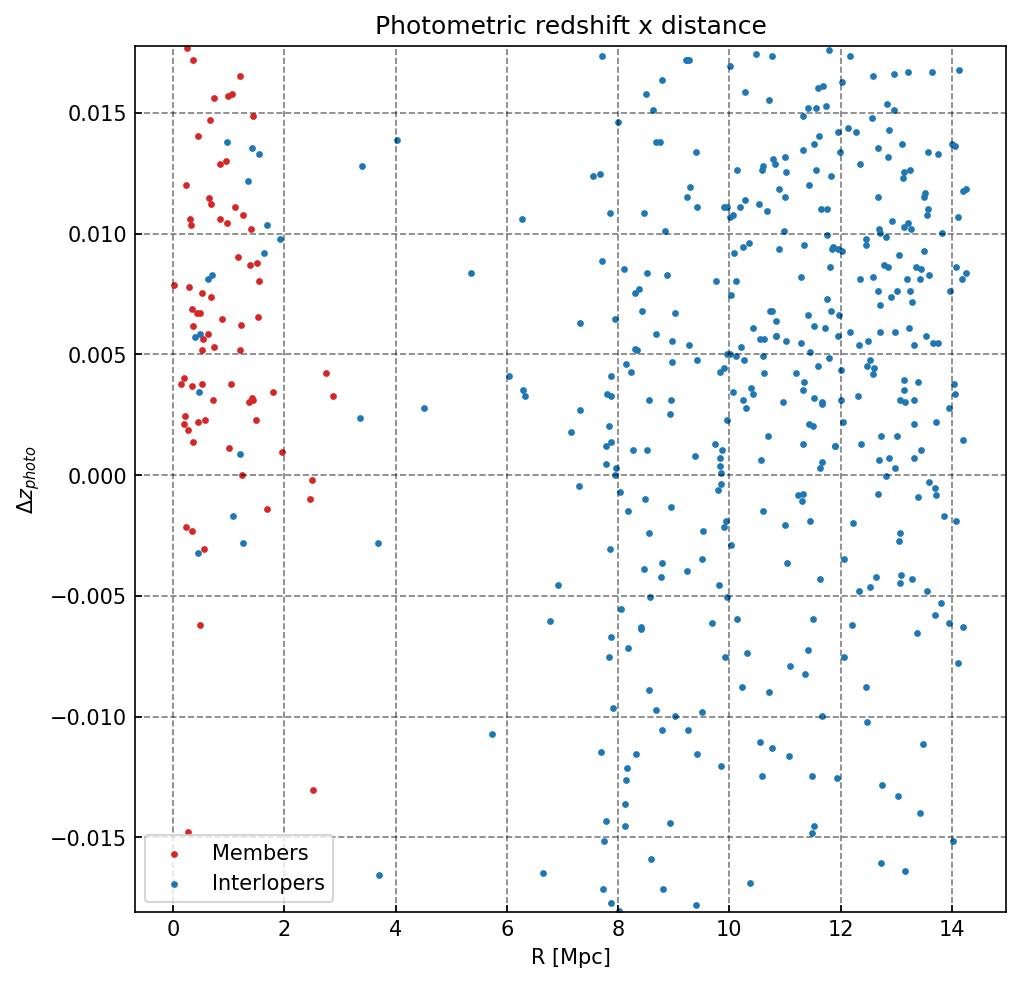 Photometric redshift x distance
0.015
0.010
0.005
0.000
−0.005
−0.010
−0.015
Δz_photo
Members
Interlopers
0 2 4 6 8 10 12 14
R [Mpc]